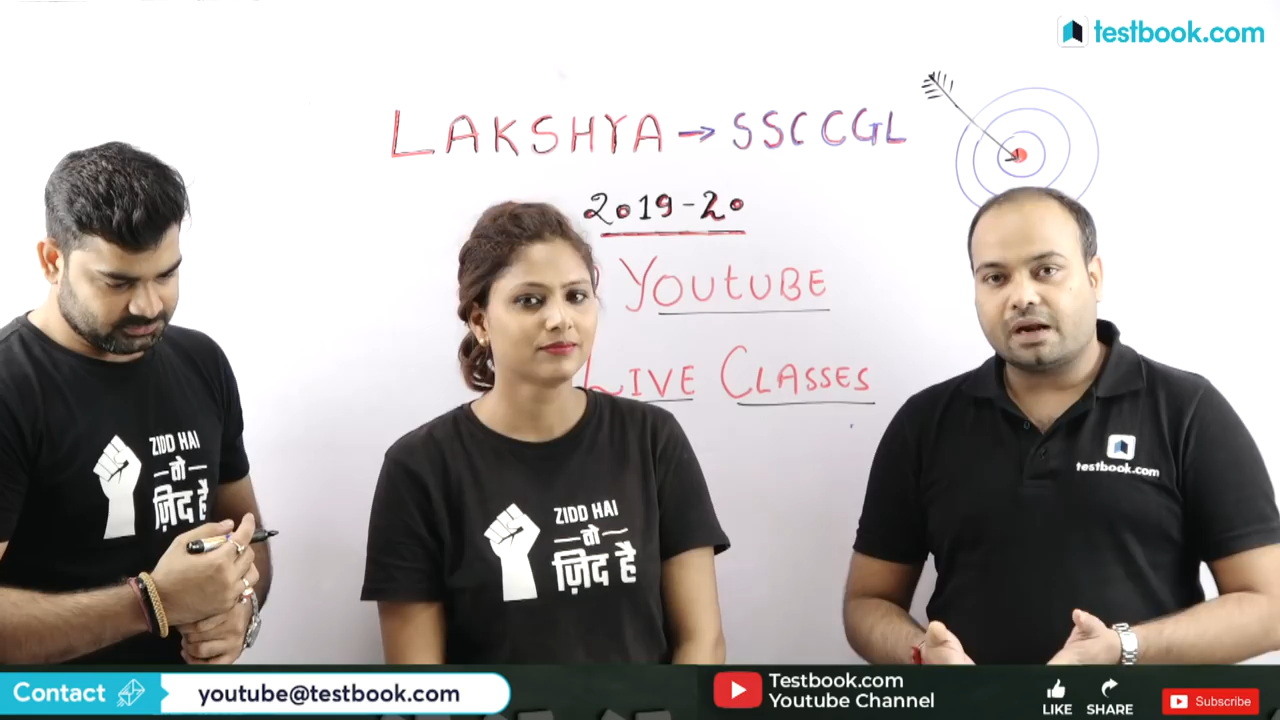 testbook.com
LAKSHYA → SSC CGL
2019-20
YOUTUBE
LIVE CLASSES
ZIDD HAI
तो
ज़िद है
ZIDD HAI
तो
ज़िद है
testbook.com
Contact
youtube@testbook.com
Testbook.com
Youtube Channel
LIKE
SHARE
Subscribe